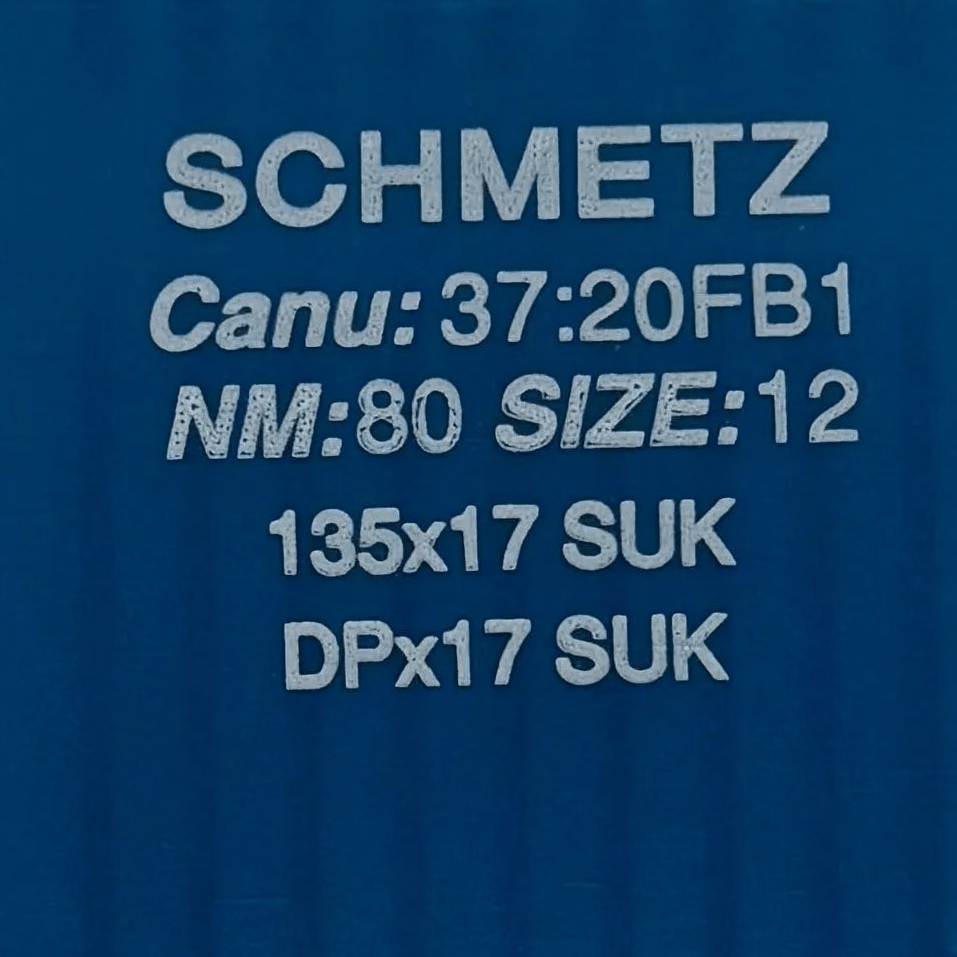 SCHMETZ
Canu: 37:20FB1
NM:80 SIZE:12
135x17 SUK
DPx17 SUK